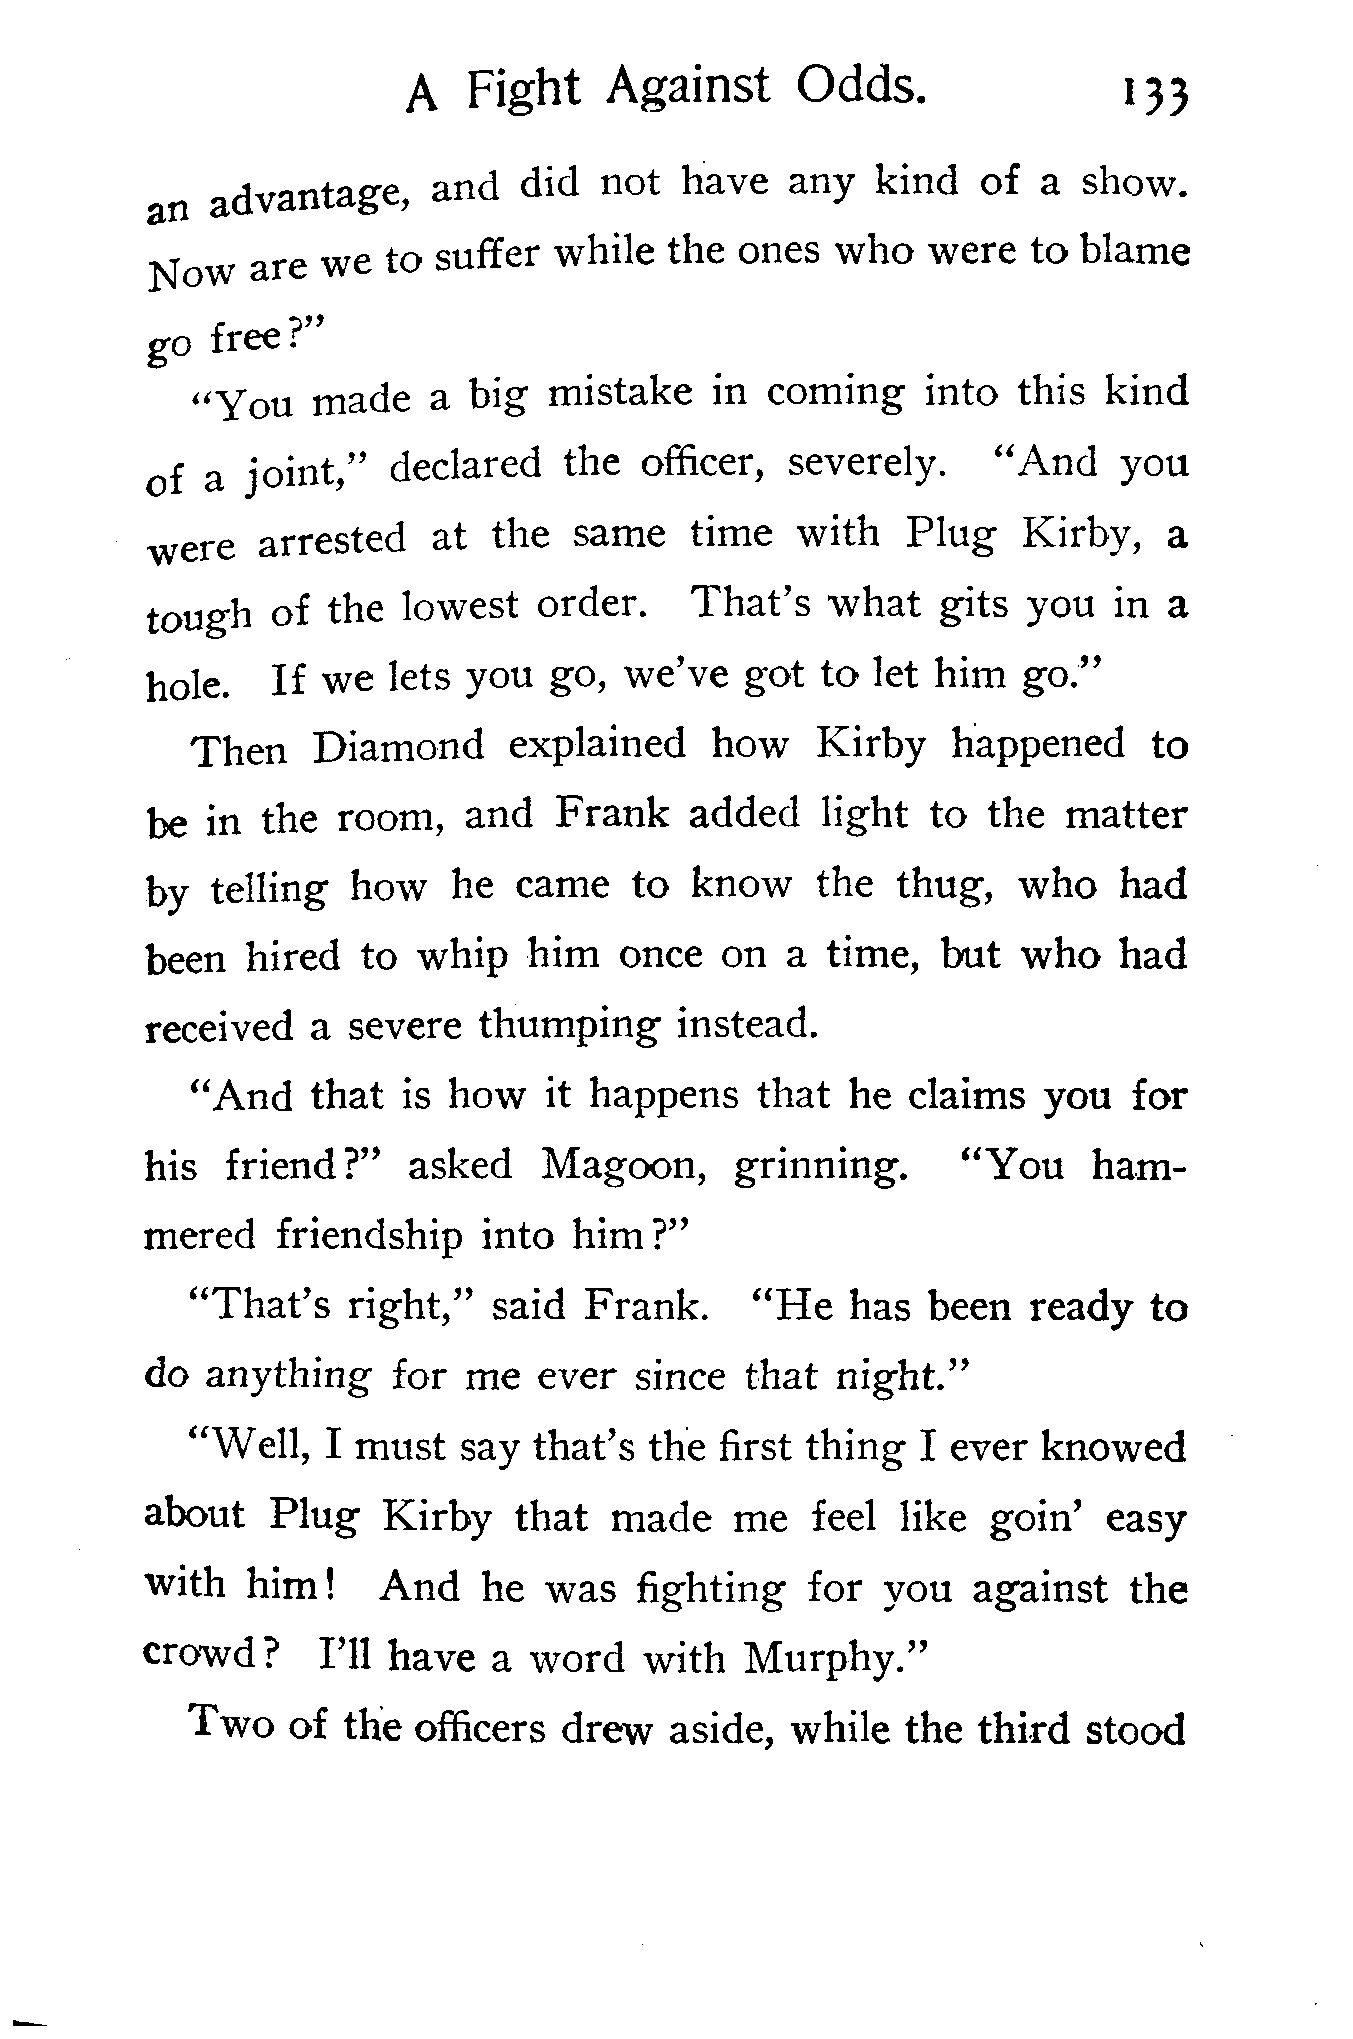 A Fight Against Odds. 133
an advantage, and did not have any kind of a show.
Now are we to suffer while the ones who were to blame
go free?”
“You made a big mistake in coming into this kind
of a joint,” declared the officer, severely. “And you
were arrested at the same time with Plug Kirby, a
tough of the lowest order. That’s what gits you in a
hole. If we lets you go, we’ve got to let him go.”
Then Diamond explained how Kirby happened to
be in the room, and Frank added light to the matter
by telling how he came to know the thug, who had
been hired to whip him once on a time, but who had
received a severe thumping instead.
“And that is how it happens that he claims you for
his friend?” asked Magoon, grinning. “You ham-
mered friendship into him?”
“That’s right,” said Frank. “He has been ready to
do anything for me ever since that night.”
“Well, I must say that’s the first thing I ever knowed
about Plug Kirby that made me feel like goin’ easy
with him! And he was fighting for you against the
crowd? I’ll have a word with Murphy.”
Two of the officers drew aside, while the third stood